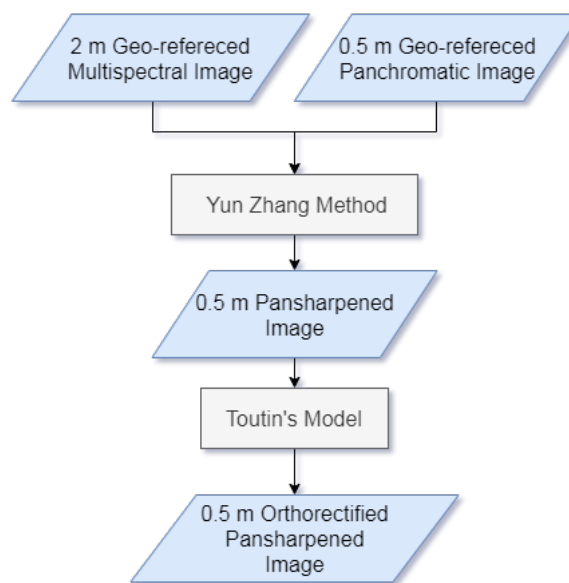 2 m Geo-refereced
Multispectral Image
0.5 m Geo-refereced
Panchromatic Image
Yun Zhang Method
0.5 m Pansharpened
Image
Toutin's Model
0.5 m Orthorectified
Pansharpened
Image